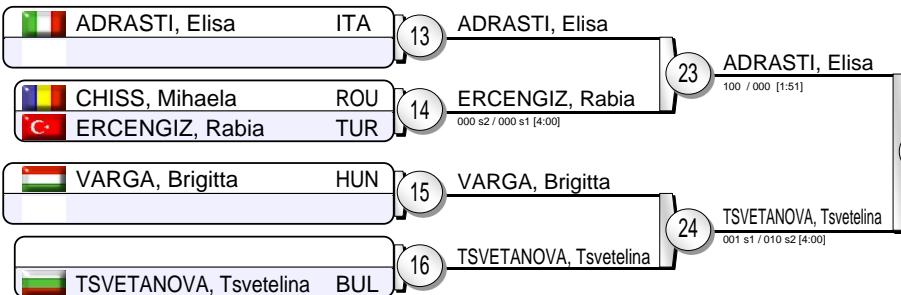 ADRASTI, Elisa ITA
13
ADRASTI, Elisa
23
ADRASTI, Elisa
100 / 000 [1:51]
CHISS, Mihaela ROU
ERCENGIZ, Rabia TUR
14
ERCENGIZ, Rabia
000 s2 / 000 s1 [4:00]
VARGA, Brigitta HUN
15
VARGA, Brigitta
24
TSVETANOVA, Tsvetelina
001 s1 / 010 s2 [4:00]
16
TSVETANOVA, Tsvetelina
TSVETANOVA, Tsvetelina BUL